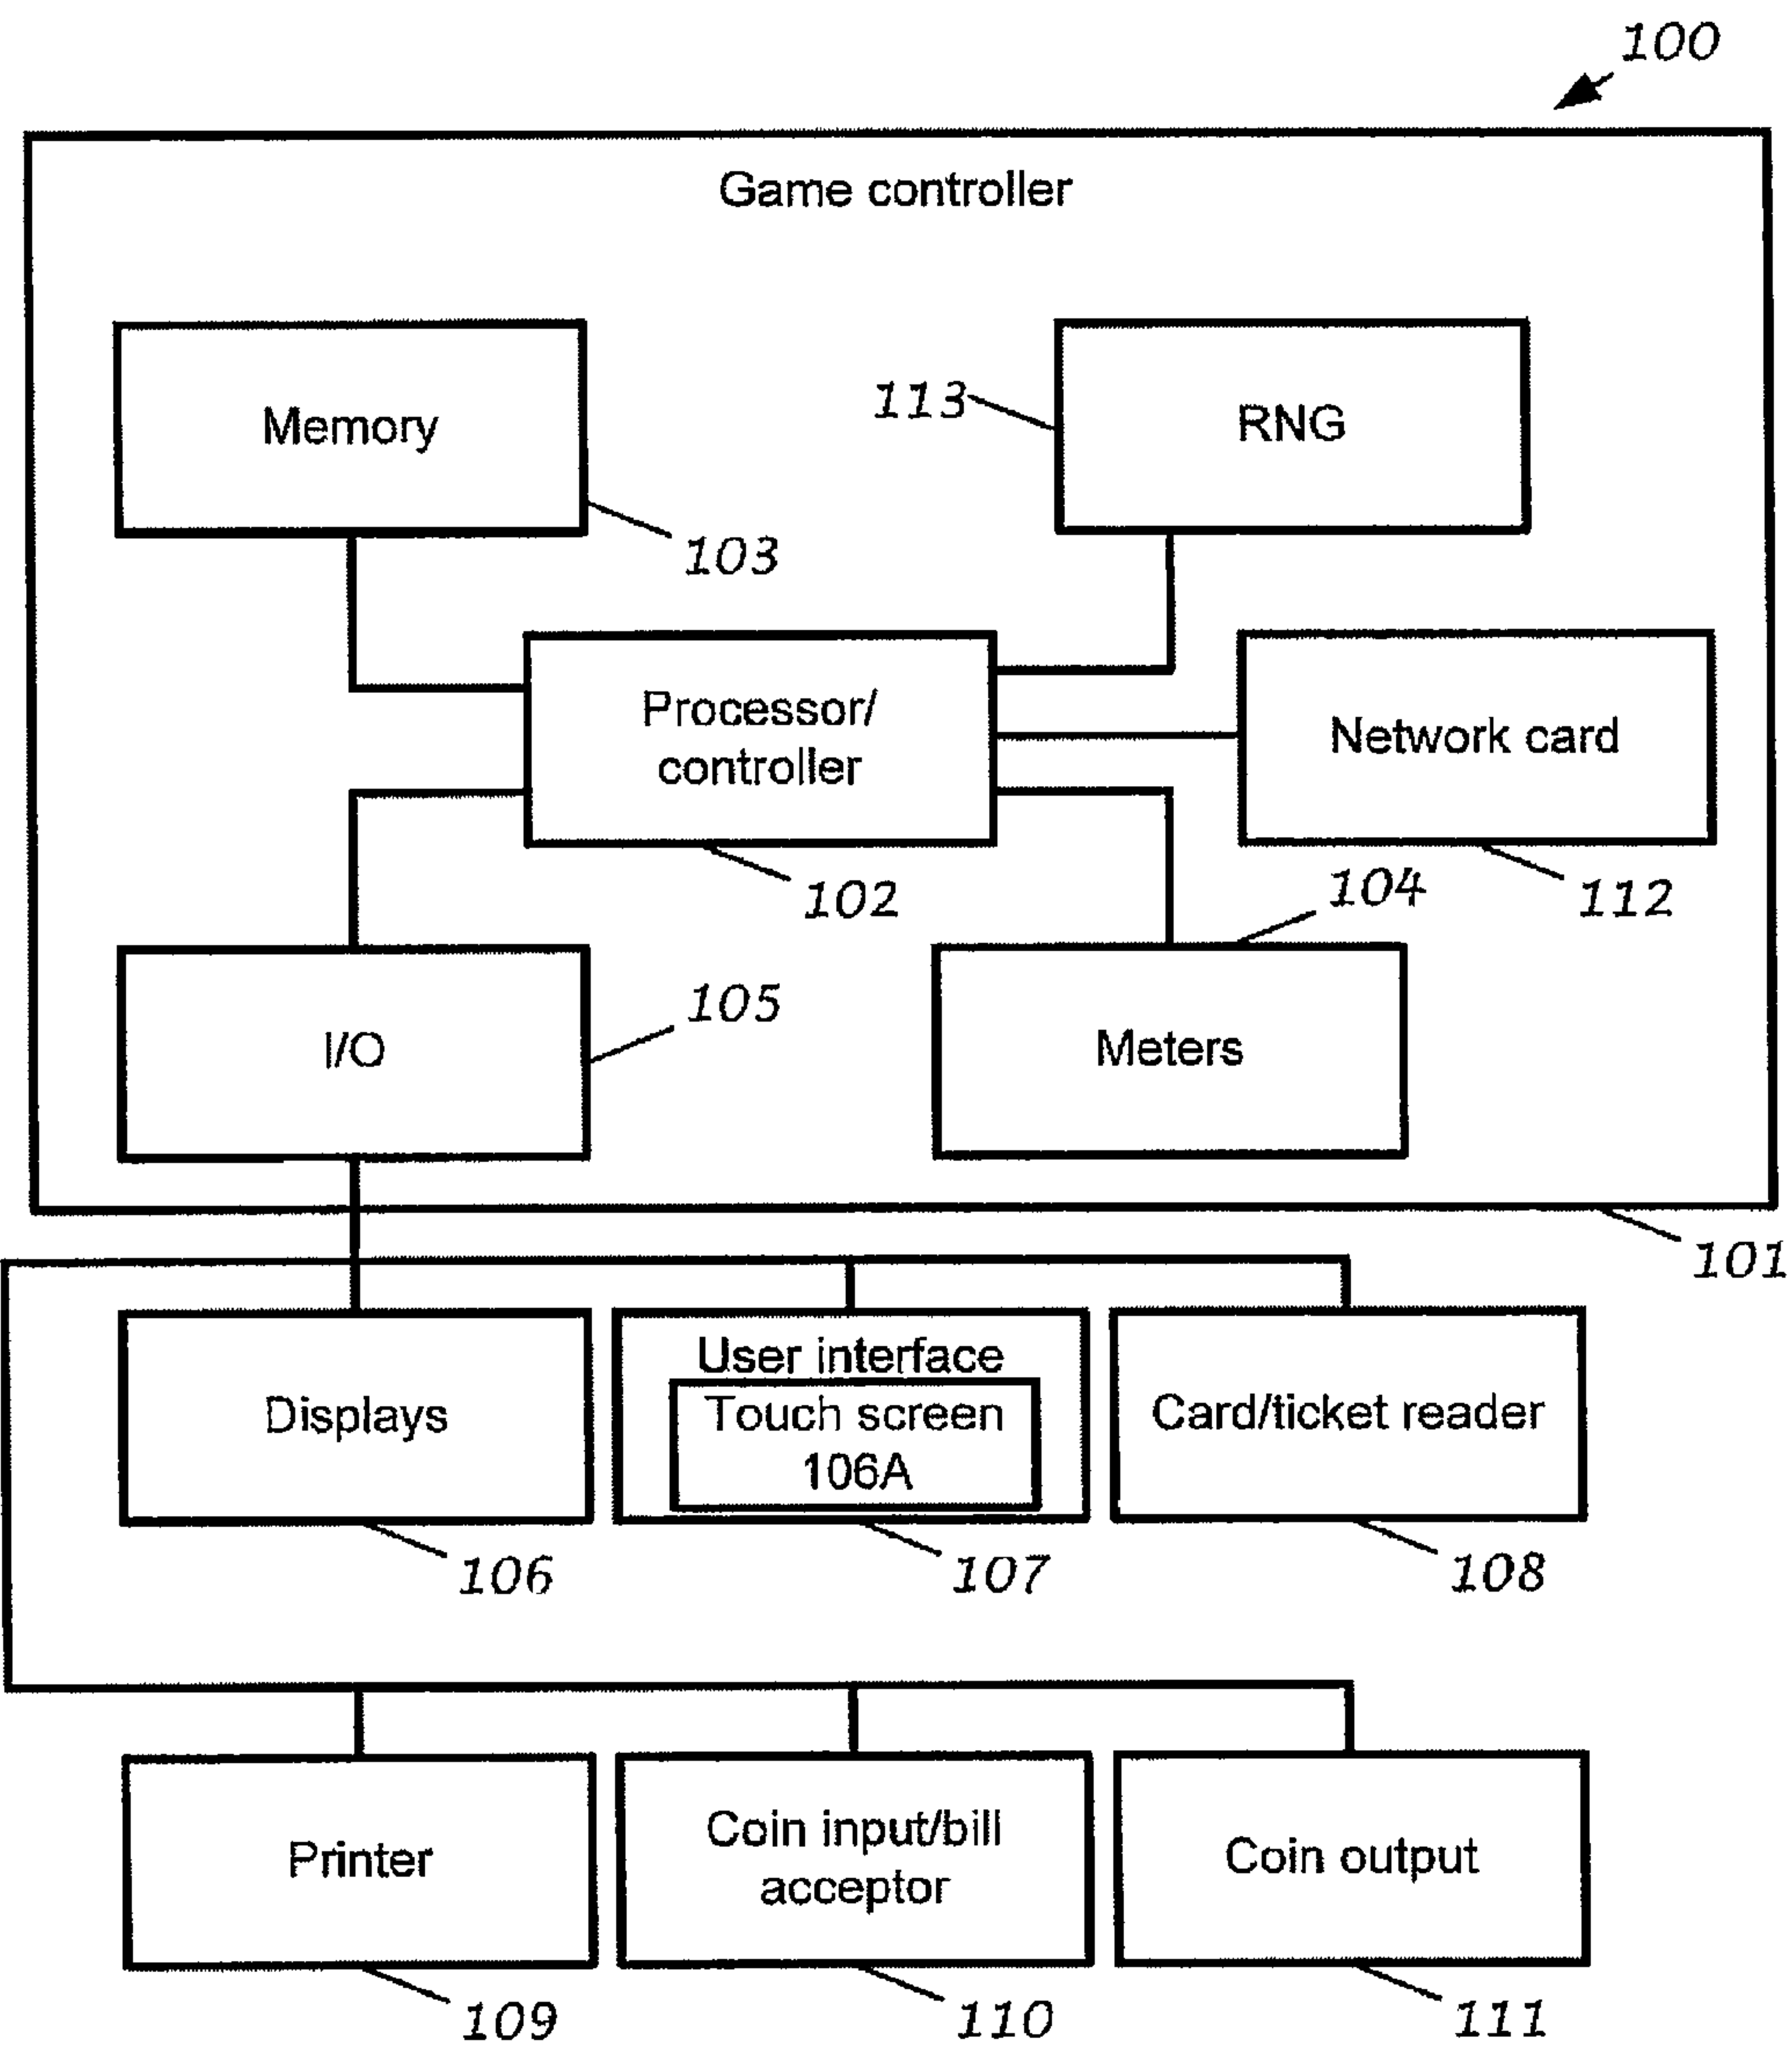 100
Game controller
Memory
113
RNG
103
Processor/
controller
Network card
102
104
112
I/O
105
Meters
101
Displays
User interface
Touch screen
106A
Card/ticket reader
106
107
108
Printer
Coin input/bill
acceptor
Coin output
109
110
111